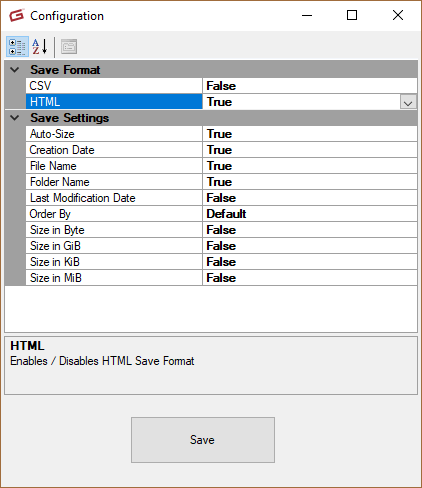 Configuration
Save Format
CSV False
HTML True
Save Settings
Auto-Size True
Creation Date True
File Name True
Folder Name True
Last Modification Date False
Order By Default
Size in Byte False
Size in GiB False
Size in KiB False
Size in MiB False
HTML
Enables / Disables HTML Save Format
Save